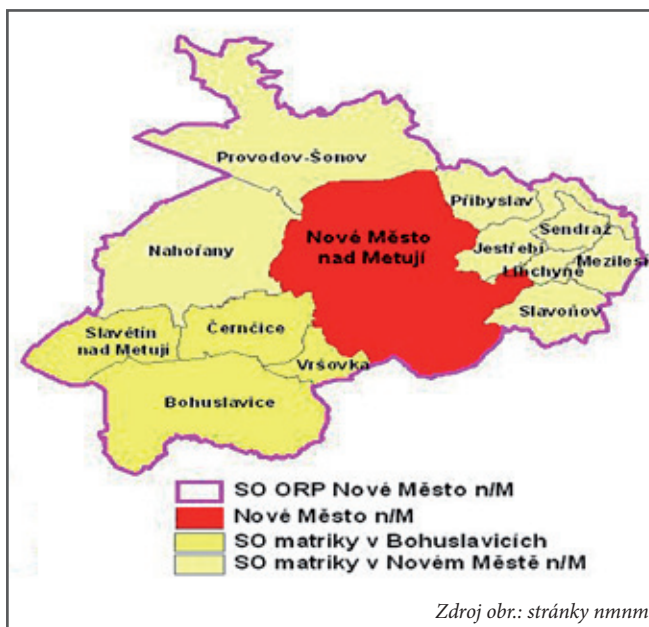 Provodov-Šonov
Přibyslav
Sendraž
Nové Město
nad Metují
Jestřebí
Mezilesí
Nahořany
Libchyně
Slavoňov
Slavětín
nad Metují
Černčice
Vršovka
Bohuslavice
SO ORP Nové Město n/M
Nové Město n/M
SO matriky v Bohuslavicích
SO matriky v Novém Městě n/M
Zdroj obr.: stránky nmnm